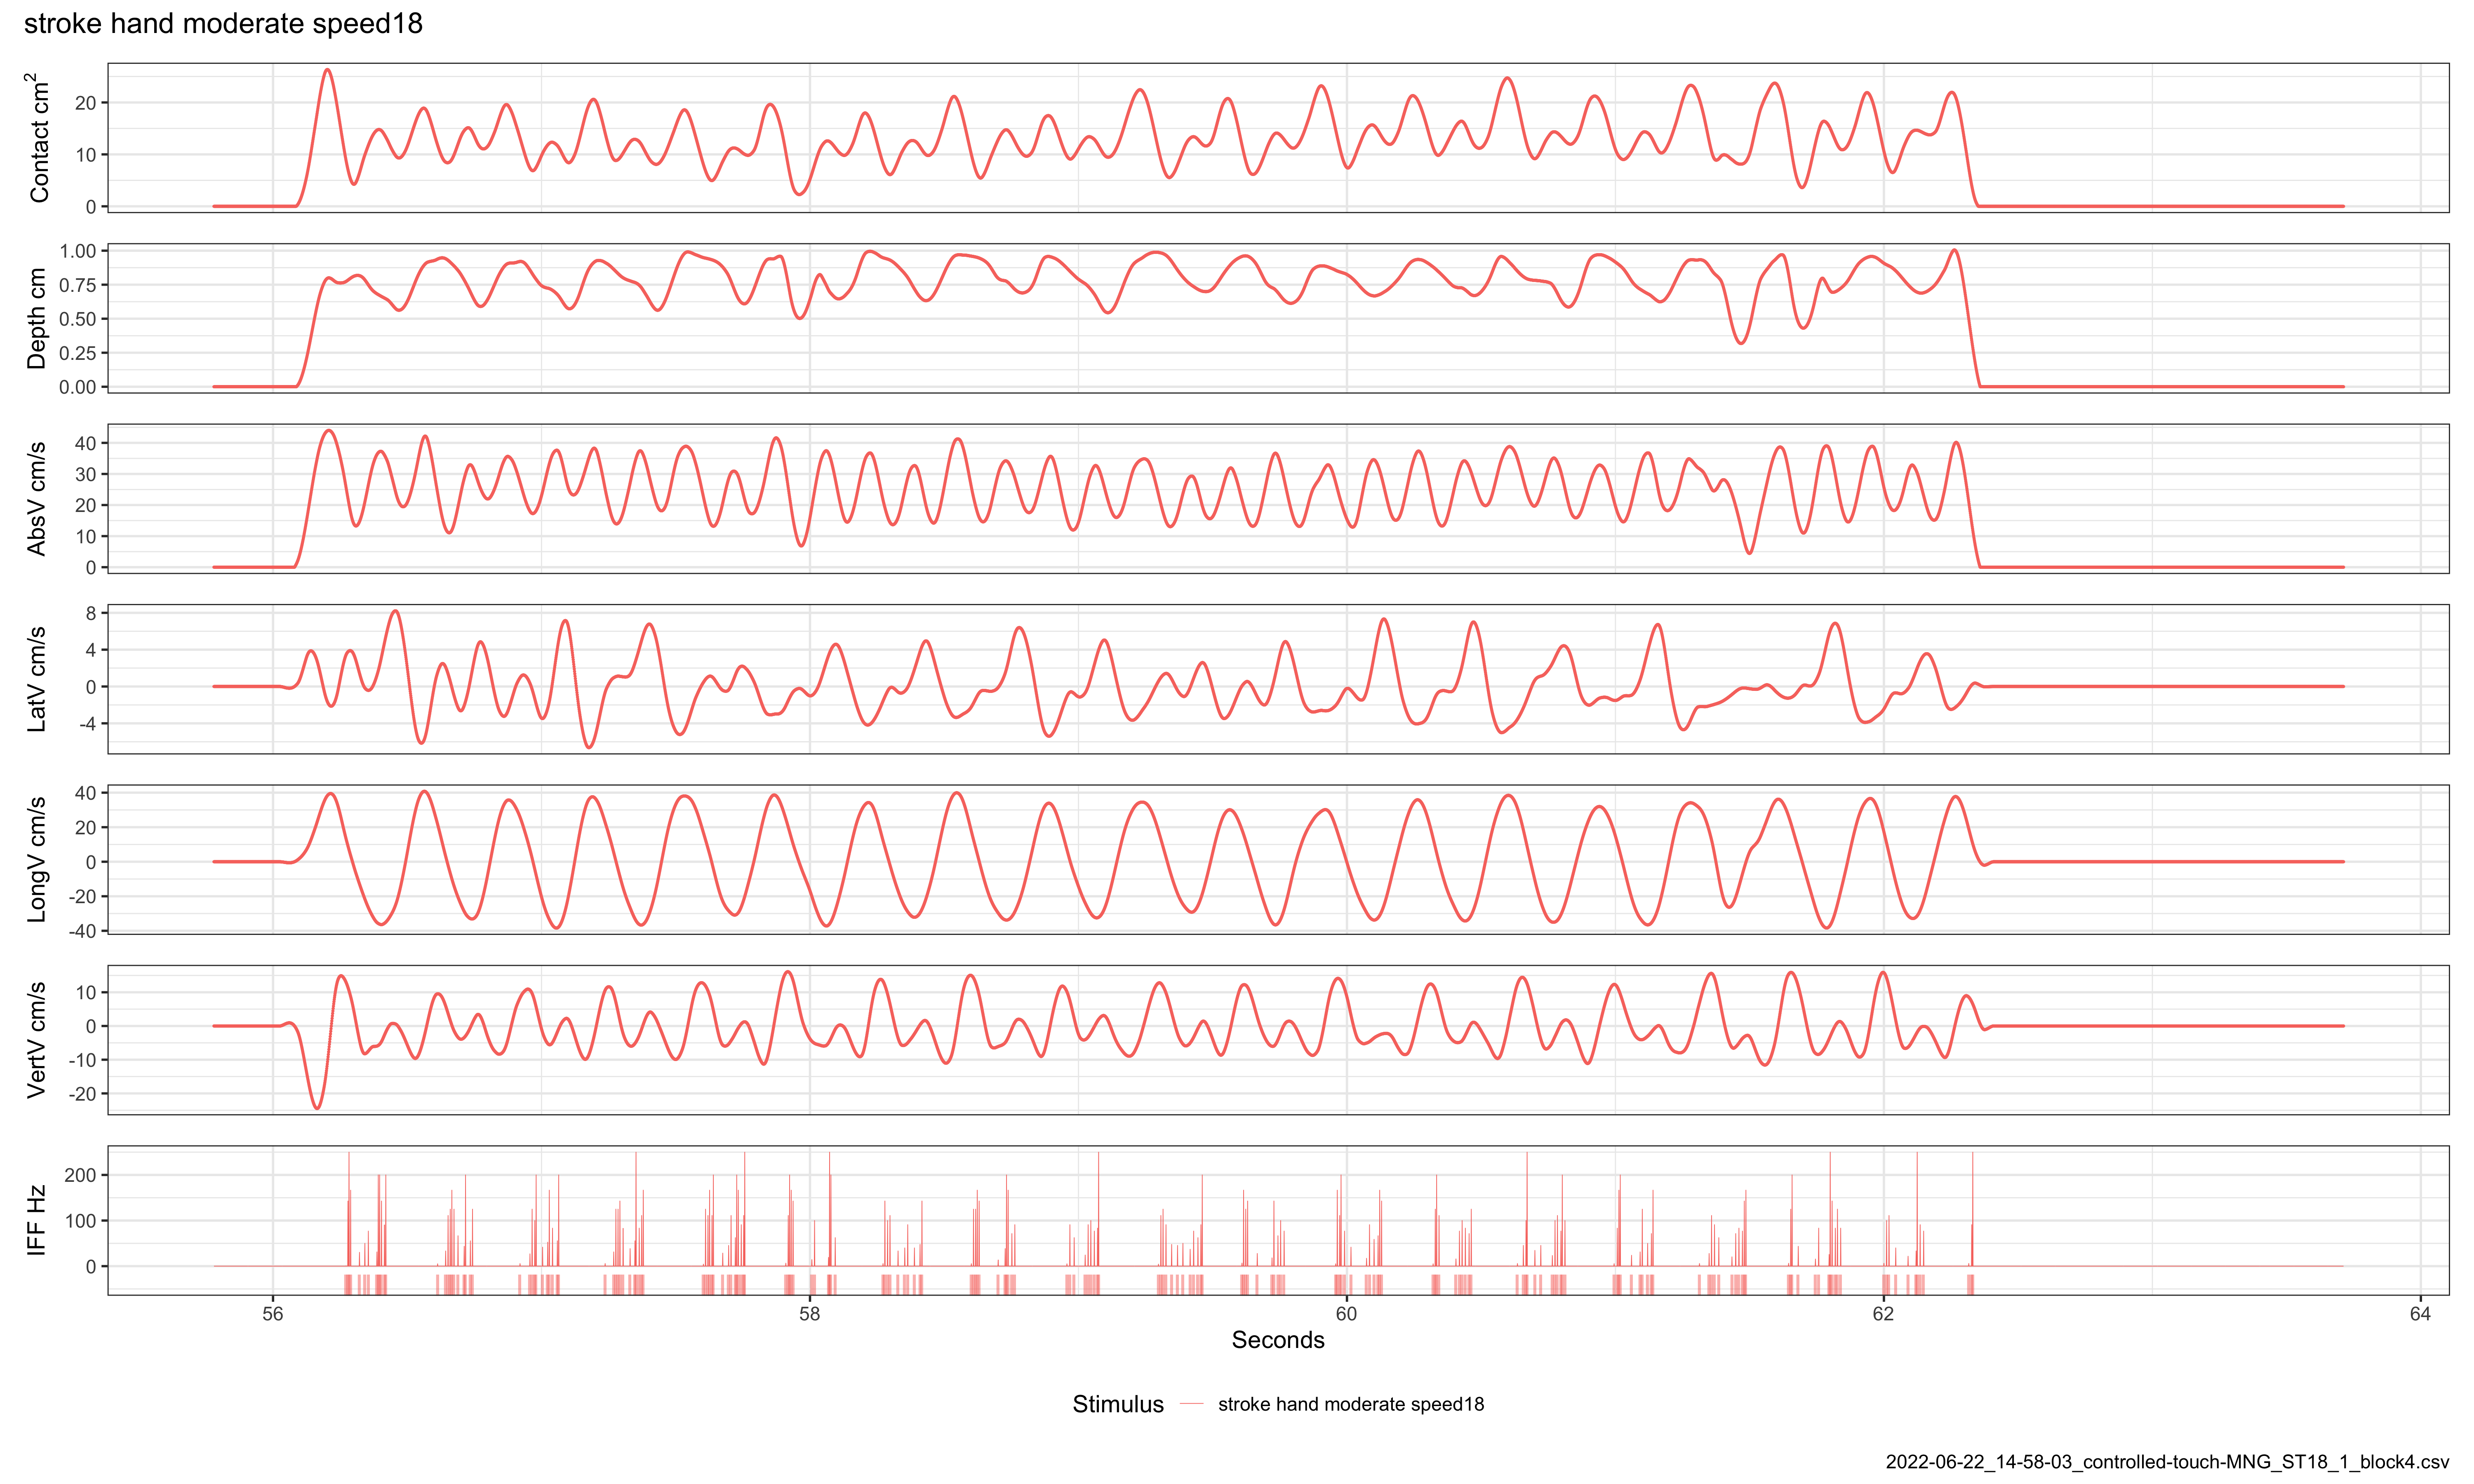 stroke hand moderate speed18
Contact cm²
20
10
0
Depth cm
1.00
0.75
0.50
0.25
0.00
AbsV cm/s
40
30
20
10
0
LatV cm/s
8
4
0
-4
LongV cm/s
40
20
0
-20
-40
VertV cm/s
10
0
-10
-20
IFF Hz
200
100
0
56 58 60 62 64
Seconds
Stimulus stroke hand moderate speed18
2022-06-22_14-58-03_controlled-touch-MNG_ST18_1_block4.csv